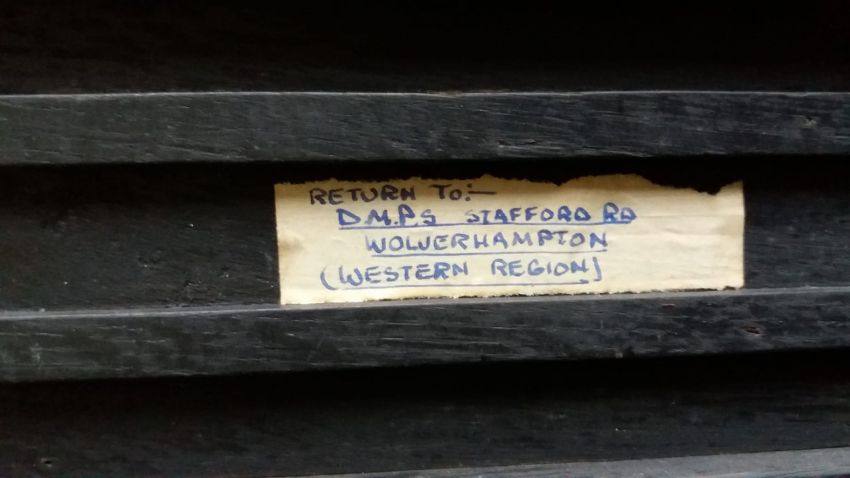 RETURN TO:-
D.M.P.S STAFFORD RD
WOLVERHAMPTON
(WESTERN REGION)